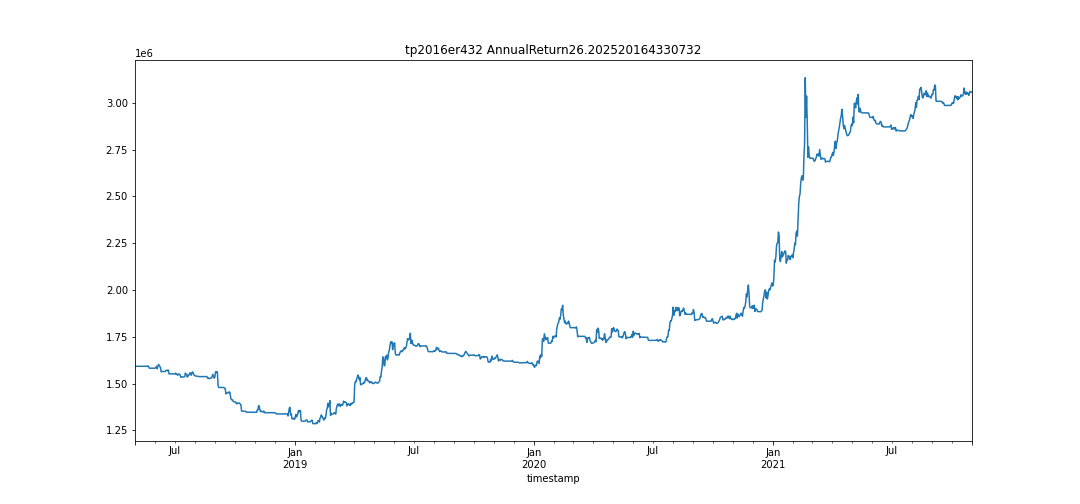 tp2016er432 AnnualReturn26.202520164330732
1e6
3.00
2.75
2.50
2.25
2.00
1.75
1.50
1.25
Jul Jan Jul Jan Jul Jan Jul
2019 2020 2021
timestamp